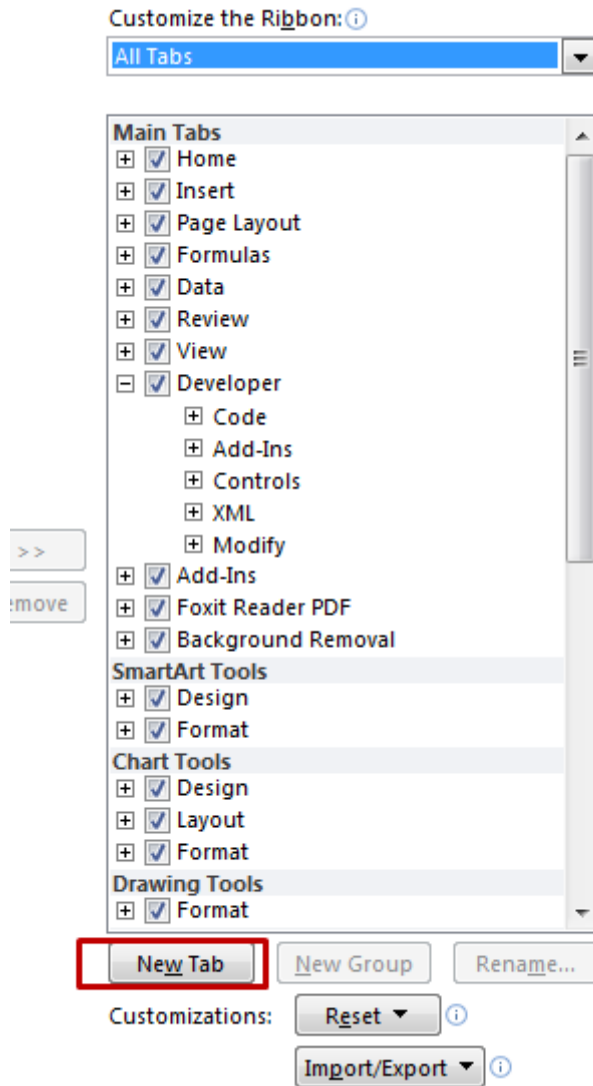 Customize the Ribbon:
All Tabs
Main Tabs
Home
Insert
Page Layout
Formulas
Data
Review
View
Developer
Code
Add-Ins
Controls
XML
Modify
>>
Add-Ins
emove
Foxit Reader PDF
Background Removal
SmartArt Tools
Design
Format
Chart Tools
Design
Layout
Format
Drawing Tools
Format
New Tab New Group Rename...
Customizations: Reset
Import/Export